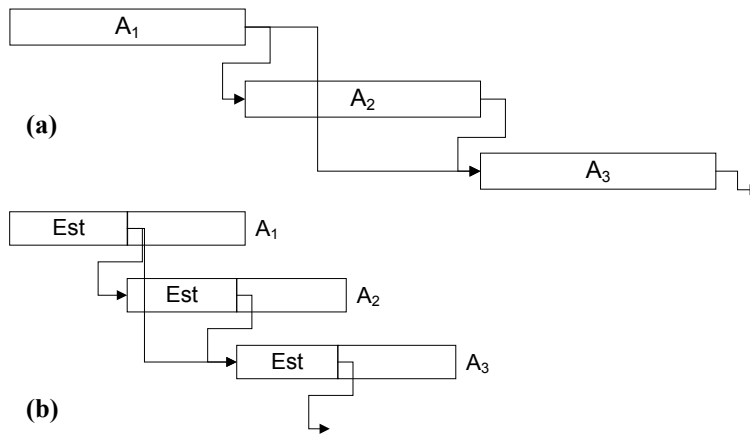 A₁
A₂
(a)
A₃
Est A₁
Est A₂
Est A₃
(b)